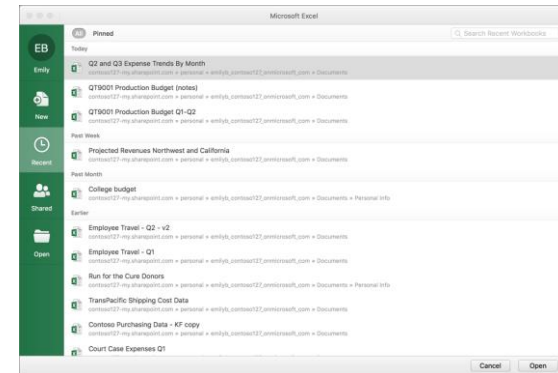 Microsoft Excel
EB
Emily
New
Recent
Shared
Open
All Pinned
Search Recent Workbooks
Today
Q2 and Q3 Expense Trends By Month
contoso127-my.sharepoint.com » personal » emilyb_contoso127_onmicrosoft_com » Documents
QT9001 Production Budget (notes)
contoso127-my.sharepoint.com » personal » emilyb_contoso127_onmicrosoft_com » Documents
QT9001 Production Budget Q1-Q2
contoso127-my.sharepoint.com » personal » emilyb_contoso127_onmicrosoft_com » Documents
Past Week
Projected Revenues Northwest and California
contoso127-my.sharepoint.com » personal » emilyb_contoso127_onmicrosoft_com » Documents
Past Month
College budget
contoso127-my.sharepoint.com » personal » emilyb_contoso127_onmicrosoft_com » Documents » Personal Info
Earlier
Employee Travel - Q2 - v2
contoso127-my.sharepoint.com » personal » emilyb_contoso127_onmicrosoft_com » Documents
Employee Travel - Q1
contoso127-my.sharepoint.com » personal » emilyb_contoso127_onmicrosoft_com » Documents
Run for the Cure Donors
contoso127-my.sharepoint.com » personal » emilyb_contoso127_onmicrosoft_com » Documents » Personal Info
TransPacific Shipping Cost Data
contoso127-my.sharepoint.com » personal » emilyb_contoso127_onmicrosoft_com » Documents
Contoso Purchasing Data - KF copy
contoso127-my.sharepoint.com » personal » emilyb_contoso127_onmicrosoft_com » Documents
Court Case Expenses Q1
Cancel Open